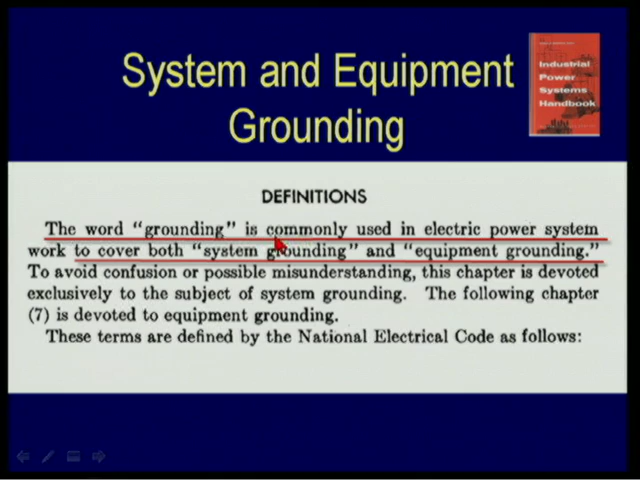 System and Equipment
Grounding
Industrial
Power
Systems
Handbook
DEFINITIONS
The word "grounding" is commonly used in electric power system
work to cover both "system grounding" and "equipment grounding."
To avoid confusion or possible misunderstanding, this chapter is devoted
exclusively to the subject of system grounding. The following chapter
(7) is devoted to equipment grounding.
These terms are defined by the National Electrical Code as follows: